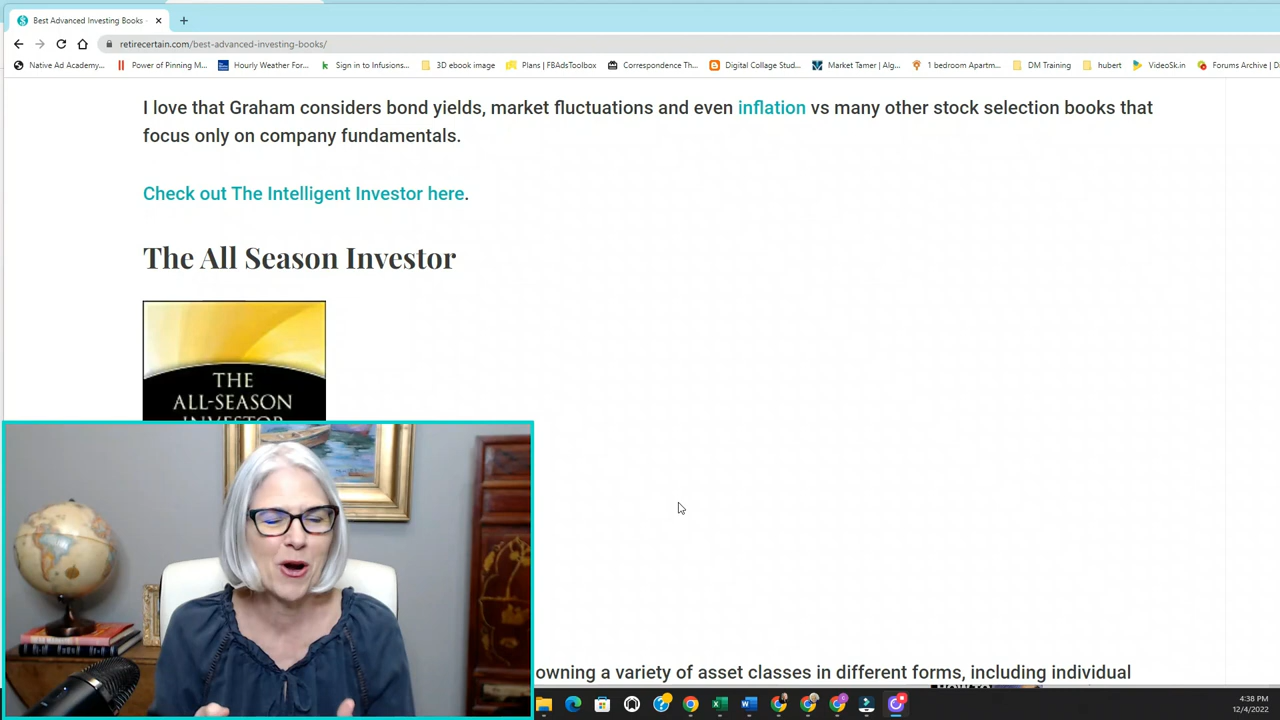 Best Advanced Investing Books -
retirecertain.com/best-advanced-investing-books/
Native Ad Academy...
Power of Pinning M...
Hourly Weather For...
Sign in to Infusions...
3D ebook image
Plans | FBAdsToolbox
Correspondence Th...
Digital Collage Stud...
Market Tamer | Alg...
1 bedroom Apartm...
DM Training
hubert
VideoSk.in
Forums Archive | D
I love that Graham considers bond yields, market fluctuations and even inflation vs many other stock selection books that
focus only on company fundamentals.
Check out The Intelligent Investor here.
The All Season Investor
THE
ALL-SEASON
INVESTOR
owning a variety of asset classes in different forms, including individual
4:38 PM
12/4/2022